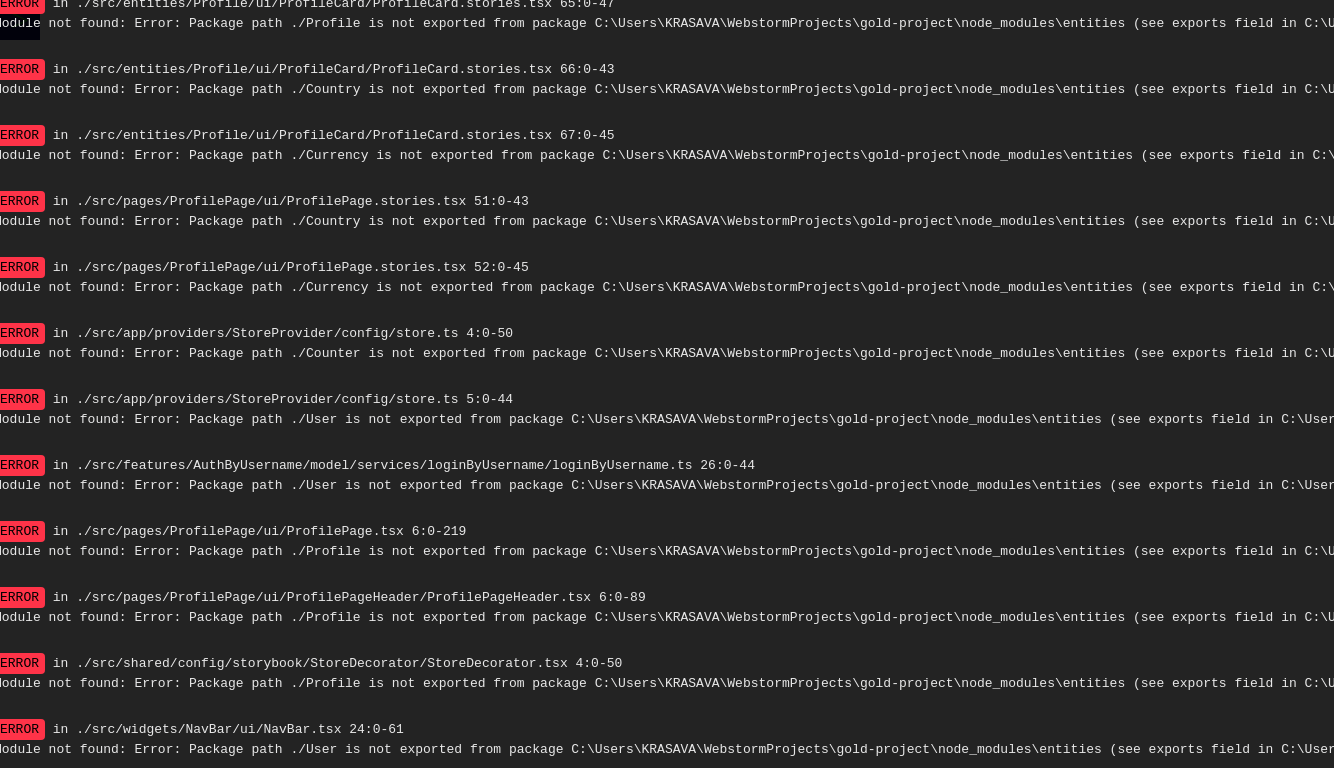 ERROR in ./src/entities/Profile/ui/ProfileCard/ProfileCard.stories.tsx 65:0-47
Module not found: Error: Package path ./Profile is not exported from package C:\Users\KRASAVA\WebstormProjects\gold-project\node_modules\entities (see exports field in C:\U
ERROR in ./src/entities/Profile/ui/ProfileCard/ProfileCard.stories.tsx 66:0-43
Module not found: Error: Package path ./Country is not exported from package C:\Users\KRASAVA\WebstormProjects\gold-project\node_modules\entities (see exports field in C:\U
ERROR in ./src/entities/Profile/ui/ProfileCard/ProfileCard.stories.tsx 67:0-45
Module not found: Error: Package path ./Currency is not exported from package C:\Users\KRASAVA\WebstormProjects\gold-project\node_modules\entities (see exports field in C:\
ERROR in ./src/pages/ProfilePage/ui/ProfilePage.stories.tsx 51:0-43
Module not found: Error: Package path ./Country is not exported from package C:\Users\KRASAVA\WebstormProjects\gold-project\node_modules\entities (see exports field in C:\U
ERROR in ./src/pages/ProfilePage/ui/ProfilePage.stories.tsx 52:0-45
Module not found: Error: Package path ./Currency is not exported from package C:\Users\KRASAVA\WebstormProjects\gold-project\node_modules\entities (see exports field in C:\
ERROR in ./src/app/providers/StoreProvider/config/store.ts 4:0-50
Module not found: Error: Package path ./Counter is not exported from package C:\Users\KRASAVA\WebstormProjects\gold-project\node_modules\entities (see exports field in C:\U
ERROR in ./src/app/providers/StoreProvider/config/store.ts 5:0-44
Module not found: Error: Package path ./User is not exported from package C:\Users\KRASAVA\WebstormProjects\gold-project\node_modules\entities (see exports field in C:\User
ERROR in ./src/features/AuthByUsername/model/services/loginByUsername/loginByUsername.ts 26:0-44
Module not found: Error: Package path ./User is not exported from package C:\Users\KRASAVA\WebstormProjects\gold-project\node_modules\entities (see exports field in C:\User
ERROR in ./src/pages/ProfilePage/ui/ProfilePage.tsx 6:0-219
Module not found: Error: Package path ./Profile is not exported from package C:\Users\KRASAVA\WebstormProjects\gold-project\node_modules\entities (see exports field in C:\U
ERROR in ./src/pages/ProfilePage/ui/ProfilePageHeader/ProfilePageHeader.tsx 6:0-89
Module not found: Error: Package path ./Profile is not exported from package C:\Users\KRASAVA\WebstormProjects\gold-project\node_modules\entities (see exports field in C:\U
ERROR in ./src/shared/config/storybook/StoreDecorator/StoreDecorator.tsx 4:0-50
Module not found: Error: Package path ./Profile is not exported from package C:\Users\KRASAVA\WebstormProjects\gold-project\node_modules\entities (see exports field in C:\U
ERROR in ./src/widgets/NavBar/ui/NavBar.tsx 24:0-61
Module not found: Error: Package path ./User is not exported from package C:\Users\KRASAVA\WebstormProjects\gold-project\node_modules\entities (see exports field in C:\User